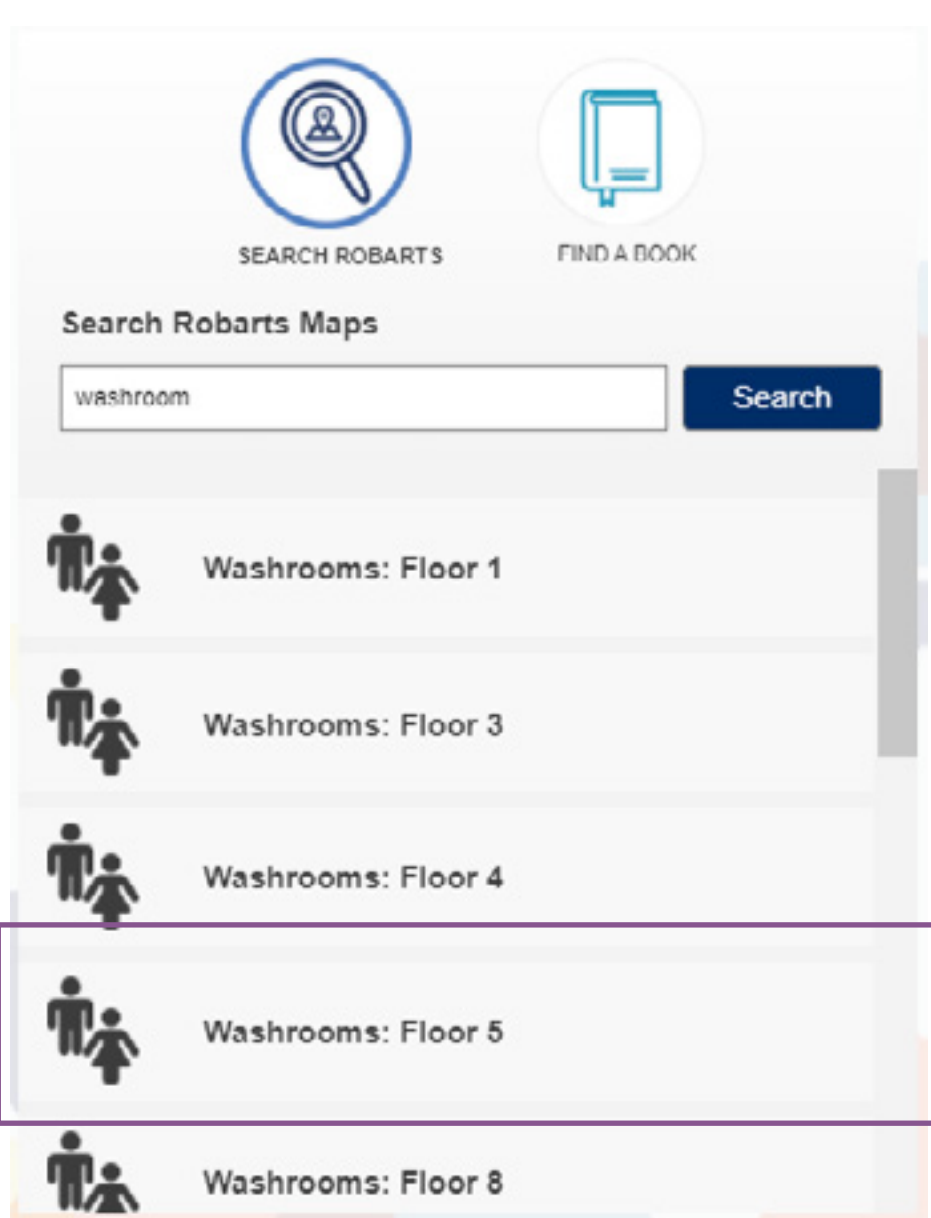 SEARCH ROBARTS FIND A BOOK
Search Robarts Maps
washroom Search
Washrooms: Floor 1
Washrooms: Floor 3
Washrooms: Floor 4
Washrooms: Floor 5
Washrooms: Floor 8